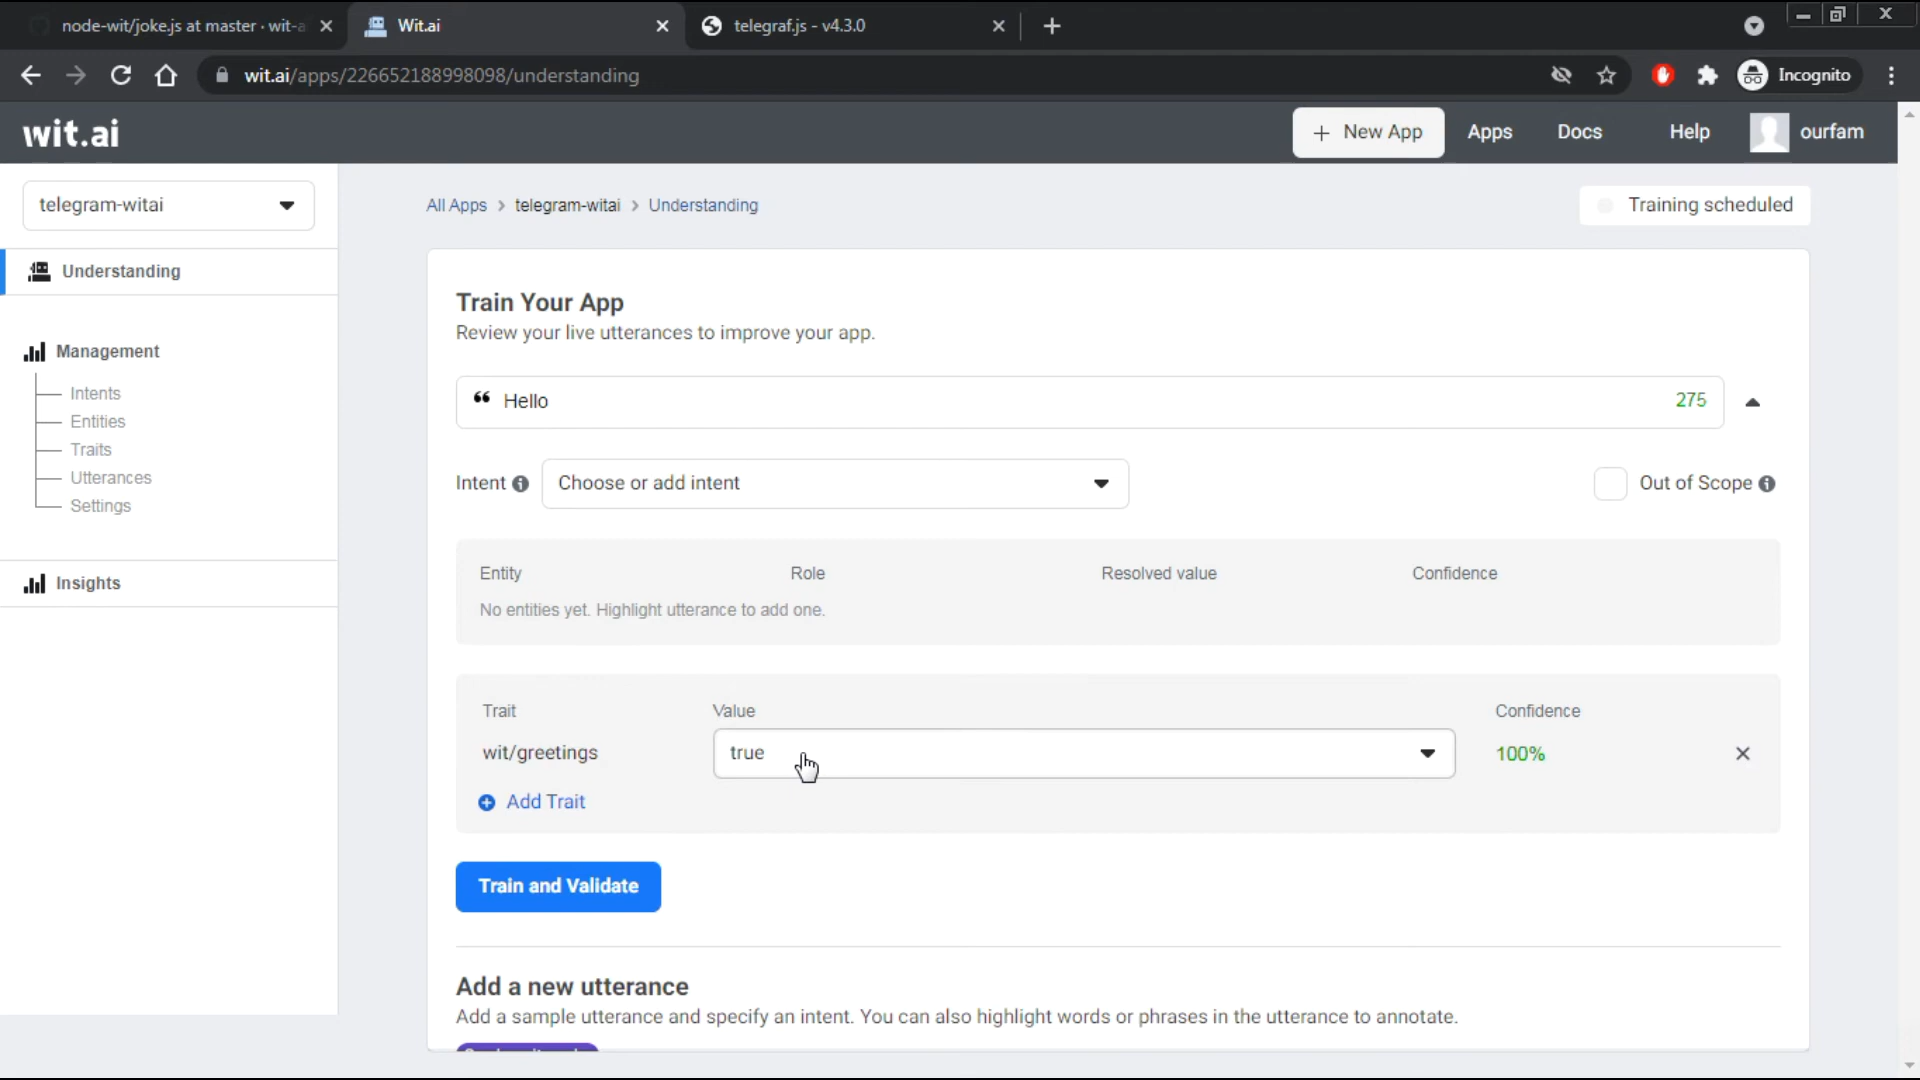 node-wit/joke.js at master · wit-a
Wit.ai
telegraf.js - v4.3.0
wit.ai/apps/226652188998098/understanding
Incognito
wit.ai
New App
Apps
Docs
Help
ourfam
telegram-witai
All Apps > telegram-witai > Understanding
Training scheduled
Understanding
Management
Intents
Entities
Traits
Utterances
Settings
Insights
Train Your App
Review your live utterances to improve your app.
Hello
275
Intent
Choose or add intent
Out of Scope
Entity Role Resolved value Confidence
No entities yet. Highlight utterance to add one.
Trait Value Confidence
wit/greetings true 100%
Add Trait
Train and Validate
Add a new utterance
Add a sample utterance and specify an intent. You can also highlight words or phrases in the utterance to annotate.